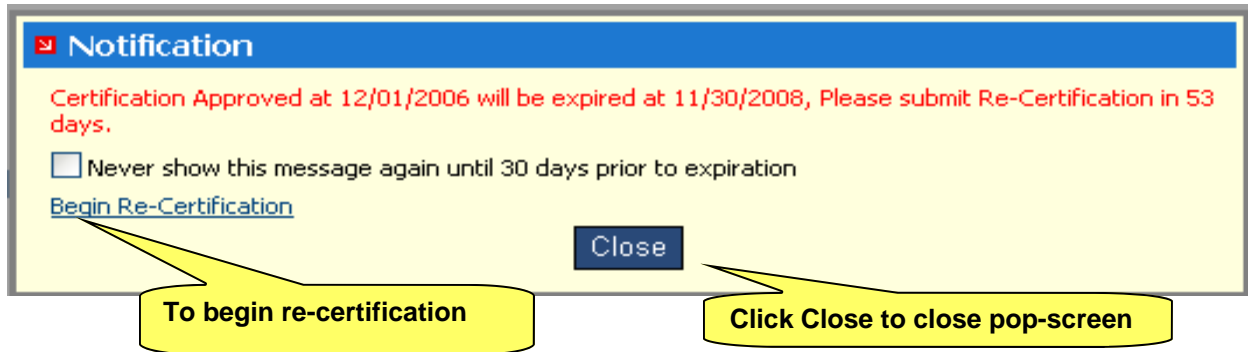 Notification
Certification Approved at 12/01/2006 will be expired at 11/30/2008, Please submit Re-Certification in 53
days.
Never show this message again until 30 days prior to expiration
Begin Re-Certification
Close
To begin re-certification
Click Close to close pop-screen